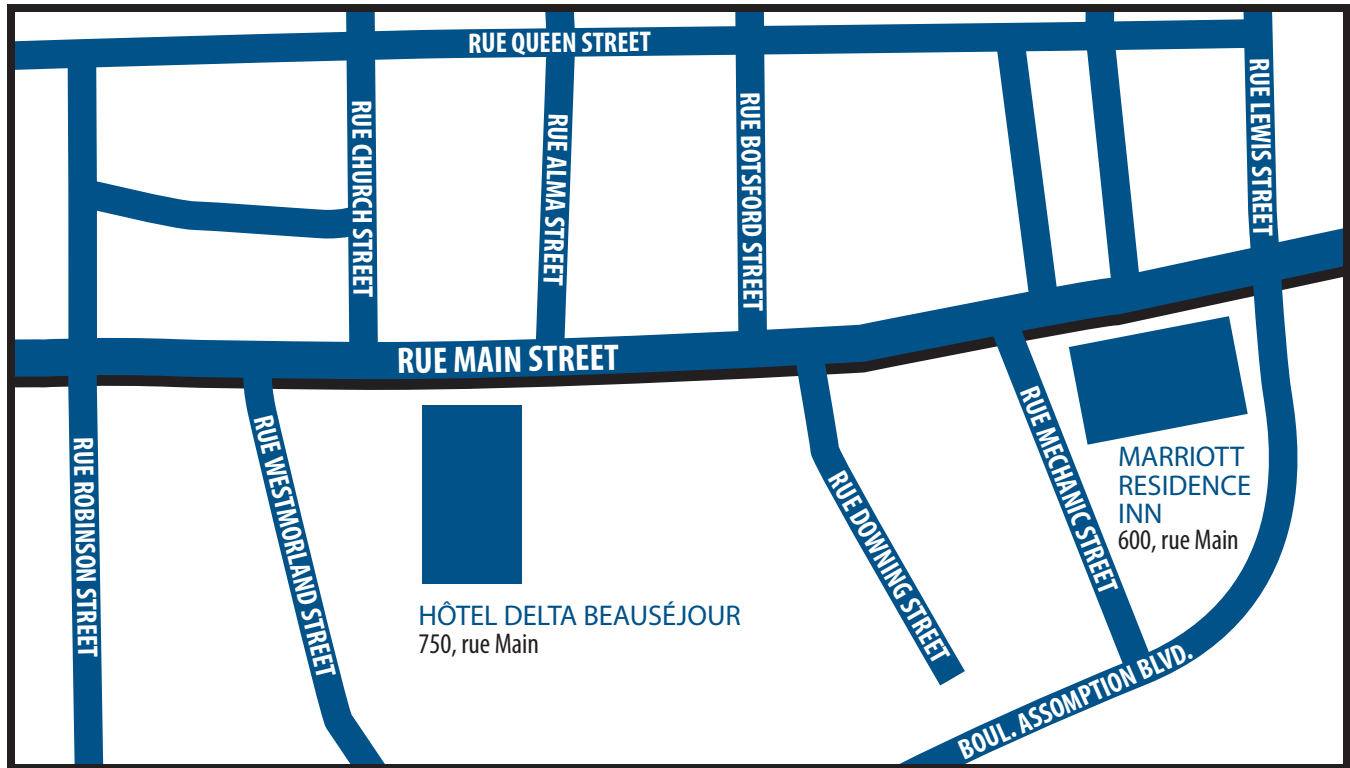 RUE QUEEN STREET
RUE CHURCH STREET
RUE ALMA STREET
RUE BOTSFORD STREET
RUE LEWIS STREET
RUE MAIN STREET
RUE ROBINSON STREET
RUE WESTMORLAND STREET
HÔTEL DELTA BEAUSÉJOUR
750, rue Main
RUE DOWNING STREET
RUE MECHANIC STREET
MARRIOTT
RESIDENCE
INN
600, rue Main
BOUL. ASSOMPTION BLVD.